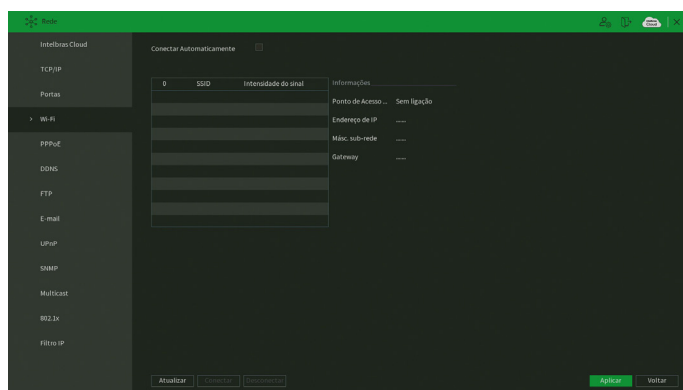 Rede
Intelbras Cloud
Intelbras Cloud
TCP/IP
Portas
Wi-Fi
PPPoE
DDNS
FTP
E-mail
UPnP
SNMP
Multicast
802.1x
Filtro IP
Conectar Automaticamente
0 SSID Intensidade do sinal
Informações
Ponto de Acesso ... Sem ligação
Endereço de IP -.-.-.-
Másc. sub-rede -.-.-.-
Gateway -.-.-.-
Atualizar Conectar Desconectar
Aplicar Voltar